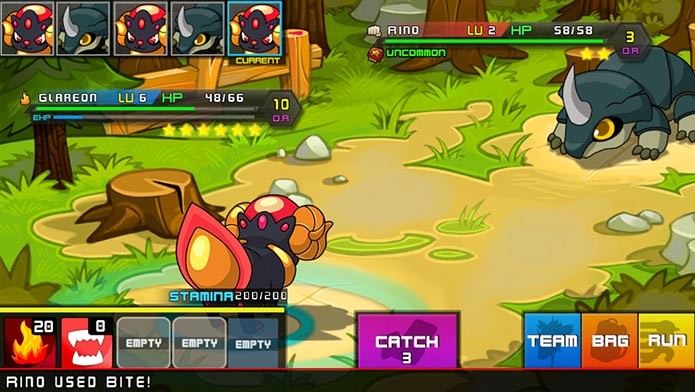 CURRENT
RINO LV 2 HP 58/58 3 D.R
UNCOMMON
GLAREON LV 6 HP 48/66 10 D.R
EHP
STAMINA 200/200
20 0 EMPTY EMPTY EMPTY
CATCH 3
TEAM BAG RUN
RINO USED BITE!